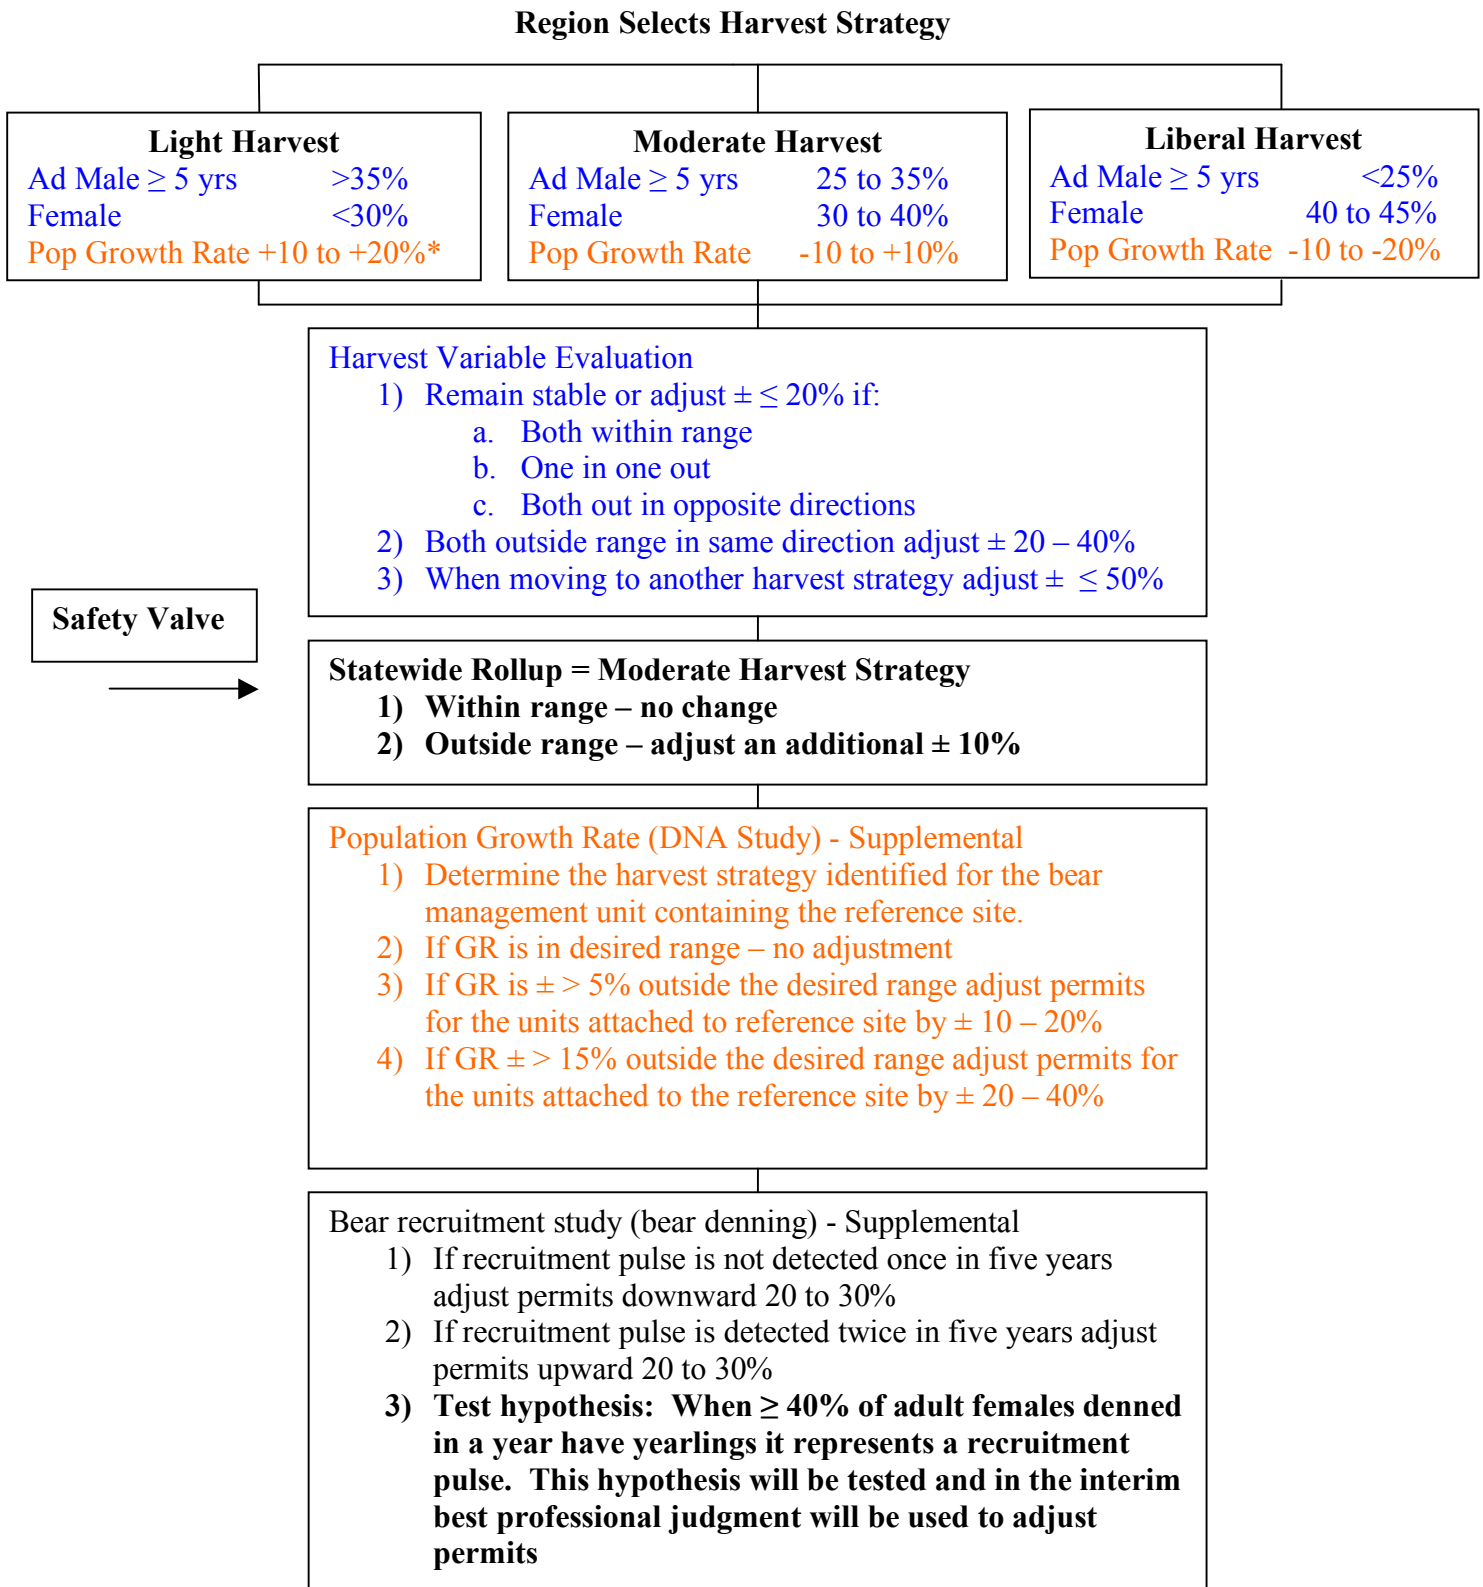 Region Selects Harvest Strategy
Light Harvest
Ad Male ≥ 5 yrs >35%
Female <30%
Pop Growth Rate +10 to +20%*
Moderate Harvest
Ad Male ≥ 5 yrs 25 to 35%
Female 30 to 40%
Pop Growth Rate -10 to +10%
Liberal Harvest
Ad Male ≥ 5 yrs <25%
Female 40 to 45%
Pop Growth Rate -10 to -20%
Harvest Variable Evaluation
1) Remain stable or adjust ± ≤ 20% if:
a. Both within range
b. One in one out
c. Both out in opposite directions
2) Both outside range in same direction adjust ± 20 – 40%
3) When moving to another harvest strategy adjust ± ≤ 50%
Safety Valve
Statewide Rollup = Moderate Harvest Strategy
1) Within range – no change
2) Outside range – adjust an additional ± 10%
Population Growth Rate (DNA Study) - Supplemental
1) Determine the harvest strategy identified for the bear
management unit containing the reference site.
2) If GR is in desired range – no adjustment
3) If GR is ± > 5% outside the desired range adjust permits
for the units attached to reference site by ± 10 – 20%
4) If GR ± > 15% outside the desired range adjust permits for
the units attached to the reference site by ± 20 – 40%
Bear recruitment study (bear denning) - Supplemental
1) If recruitment pulse is not detected once in five years
adjust permits downward 20 to 30%
2) If recruitment pulse is detected twice in five years adjust
permits upward 20 to 30%
3) Test hypothesis: When ≥ 40% of adult females denned
in a year have yearlings it represents a recruitment
pulse. This hypothesis will be tested and in the interim
best professional judgment will be used to adjust
permits